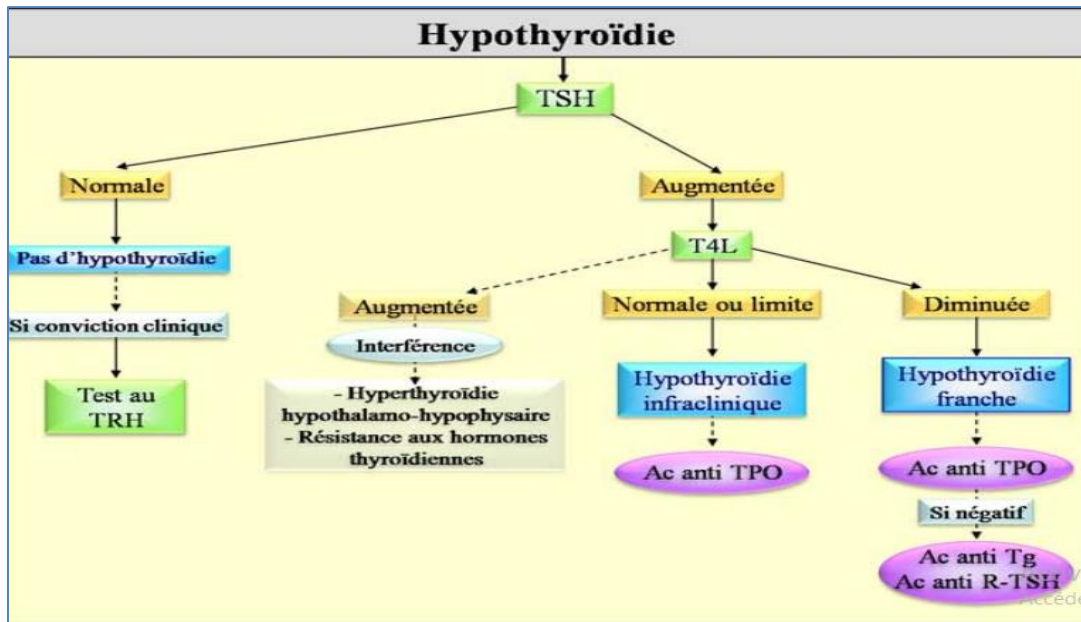 Hypothyroïdie
TSH
Normale
Augmentée
Pas d'hypothyroïdie
T4L
Si conviction clinique
Augmentée
Normale ou limite
Diminuée
Interférence
Test au
TRH
- Hyperthyroïdie
hypothalamo-hypophysaire
- Résistance aux hormones
thyroïdiennes
Hypothyroïdie
infraclinique
Hypothyroïdie
franche
Ac anti TPO
Ac anti TPO
Si négatif
Ac anti Tg
Ac anti R-TSH